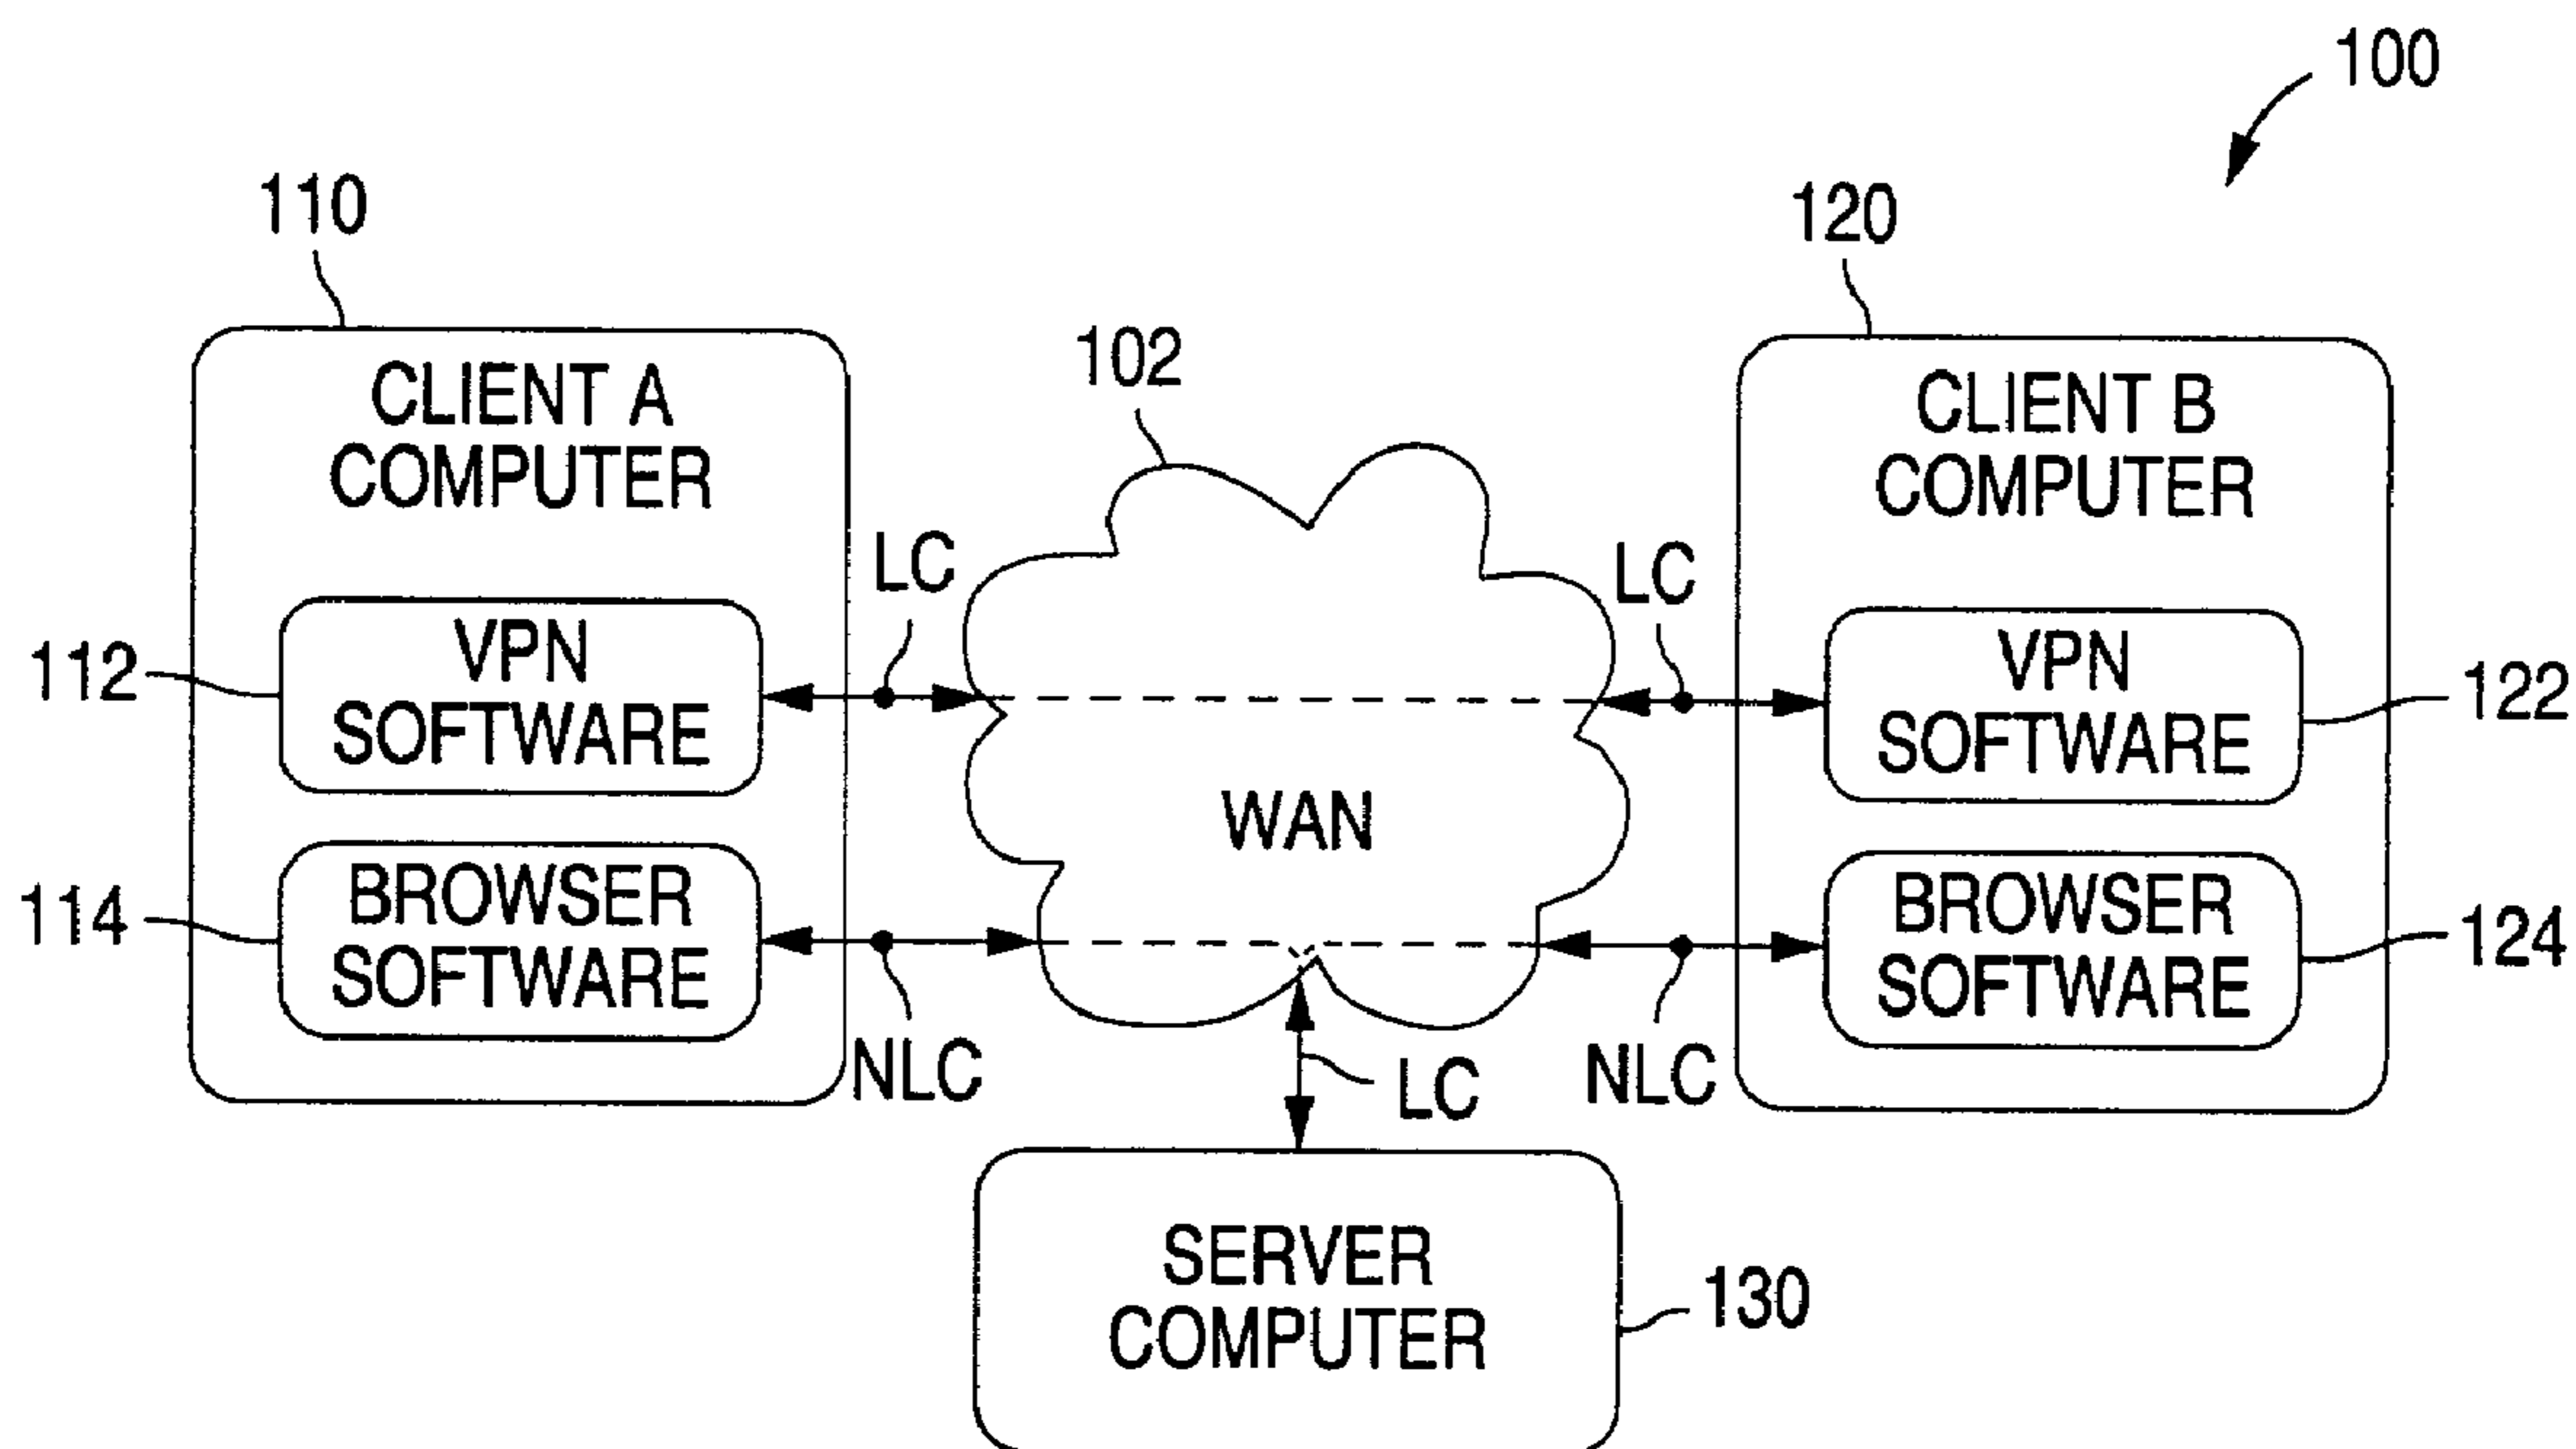 100
110
120
102
CLIENT A
COMPUTER
CLIENT B
COMPUTER
LC
LC
112
VPN
SOFTWARE
VPN
SOFTWARE
122
WAN
114
BROWSER
SOFTWARE
BROWSER
SOFTWARE
124
NLC
LC
NLC
SERVER
COMPUTER
130